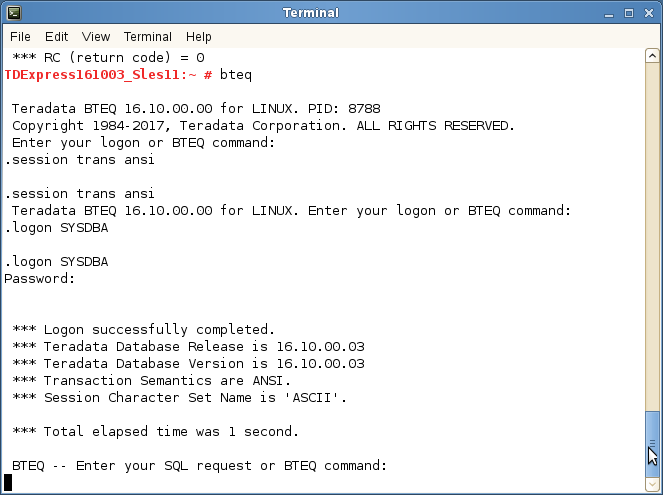 Terminal
File Edit View Terminal Help
*** RC (return code) = 0
TDExpress161003_Sles11:~ # bteq
Teradata BTEQ 16.10.00.00 for LINUX. PID: 8788
Copyright 1984-2017, Teradata Corporation. ALL RIGHTS RESERVED.
Enter your logon or BTEQ command:
.session trans ansi
.session trans ansi
Teradata BTEQ 16.10.00.00 for LINUX. Enter your logon or BTEQ command:
.logon SYSDBA
.logon SYSDBA
Password:
*** Logon successfully completed.
*** Teradata Database Release is 16.10.00.03
*** Teradata Database Version is 16.10.00.03
*** Transaction Semantics are ANSI.
*** Session Character Set Name is 'ASCII'.
*** Total elapsed time was 1 second.
BTEQ -- Enter your SQL request or BTEQ command: